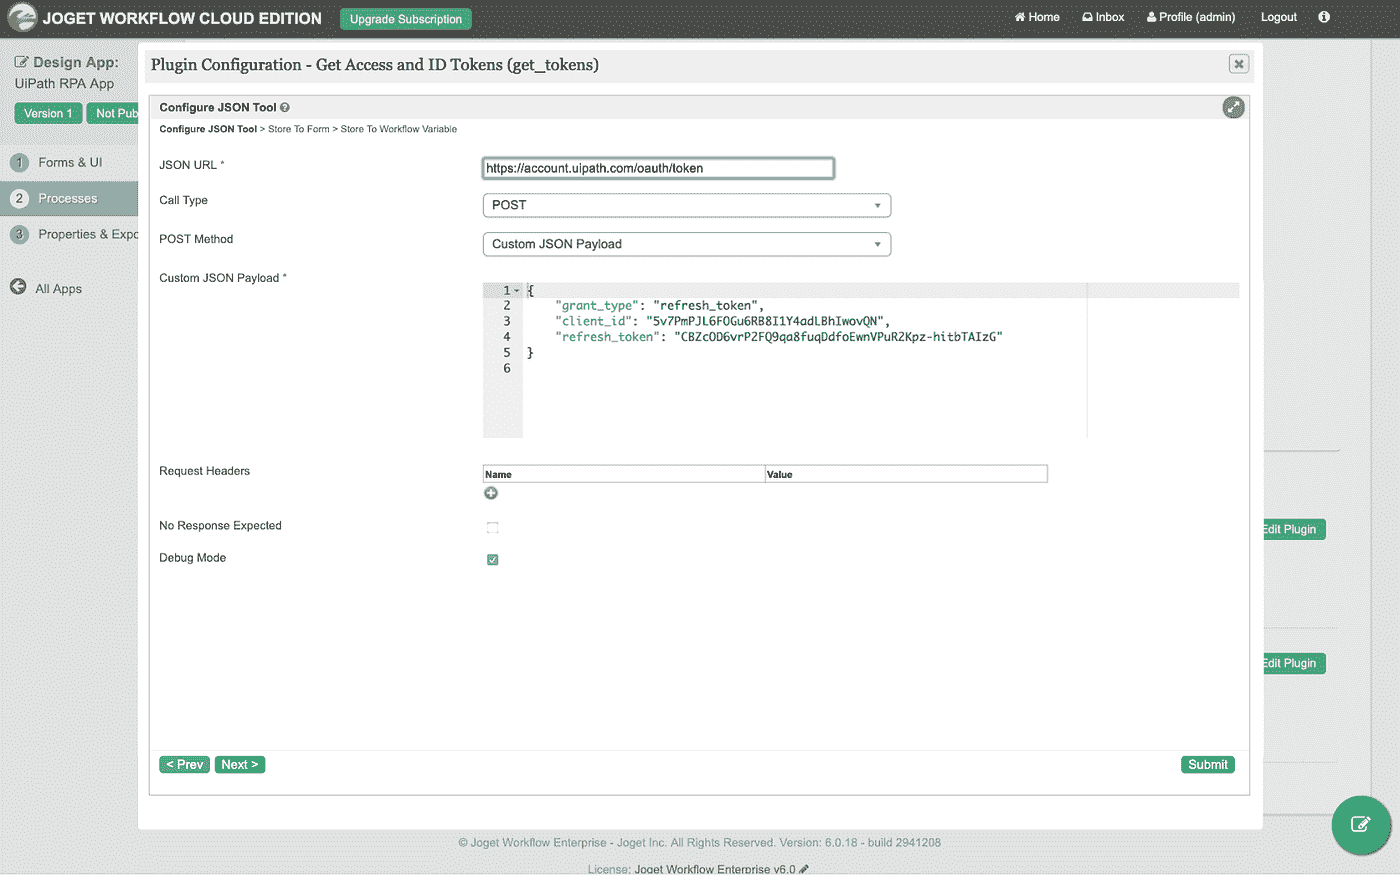 JOGET WORKFLOW CLOUD EDITION
Upgrade Subscription
Home
Inbox
Profile (admin)
Logout
Design App:
UiPath RPA App
Version 1
Not Pub
1 Forms & UI
2 Processes
3 Properties & Expo
All Apps
Plugin Configuration - Get Access and ID Tokens (get_tokens)
Configure JSON Tool
Configure JSON Tool > Store To Form > Store To Workflow Variable
JSON URL *
https://account.uipath.com/oauth/token
Call Type
POST
POST Method
Custom JSON Payload
Custom JSON Payload *
1 {
2 "grant_type": "refresh_token",
3 "client_id": "5v7PmPJL6FOGu6RB8I1Y4adLBhIwovQN",
4 "refresh_token": "CBZcOD6vrP2FQ9qa8fuqDdfoEwnVPuR2Kpz-hitbTAIzG"
5 }
6
Request Headers
Name
Value
No Response Expected
Debug Mode
Edit Plugin
Edit Plugin
< Prev
Next >
Submit
© Joget Workflow Enterprise - Joget Inc. All Rights Reserved. Version: 6.0.18 - build 2941208
License: Joget Workflow Enterprise v6.0